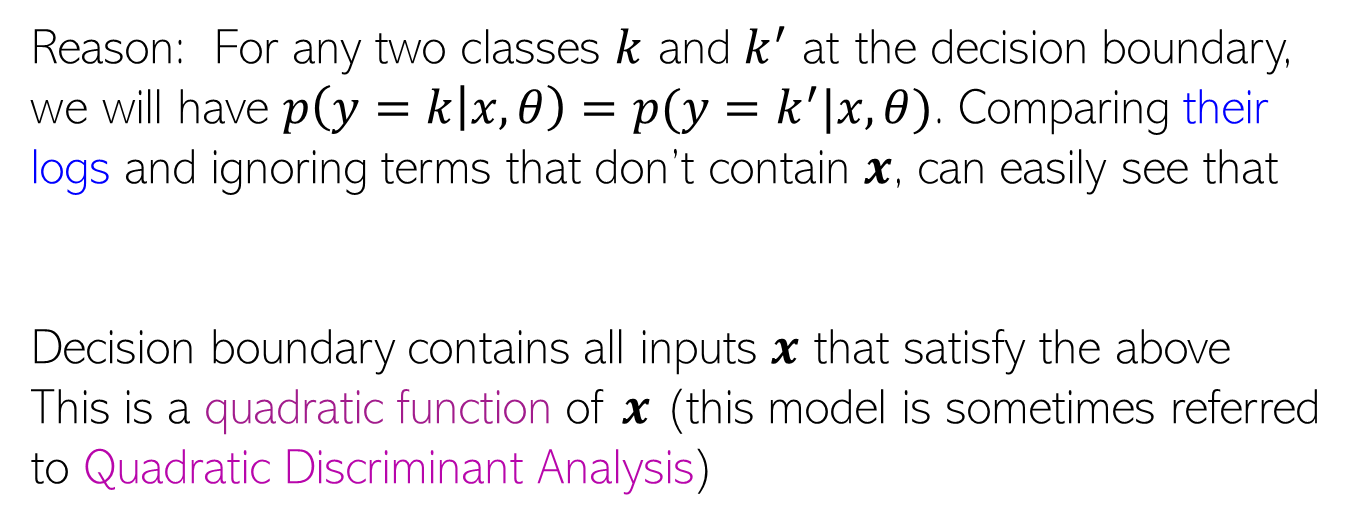 Reason: For any two classes k and k′ at the decision boundary,
we will have p(y = k|x, θ) = p(y = k′|x, θ). Comparing their
logs and ignoring terms that don't contain x, can easily see that
Decision boundary contains all inputs x that satisfy the above
This is a quadratic function of x (this model is sometimes referred
to Quadratic Discriminant Analysis)